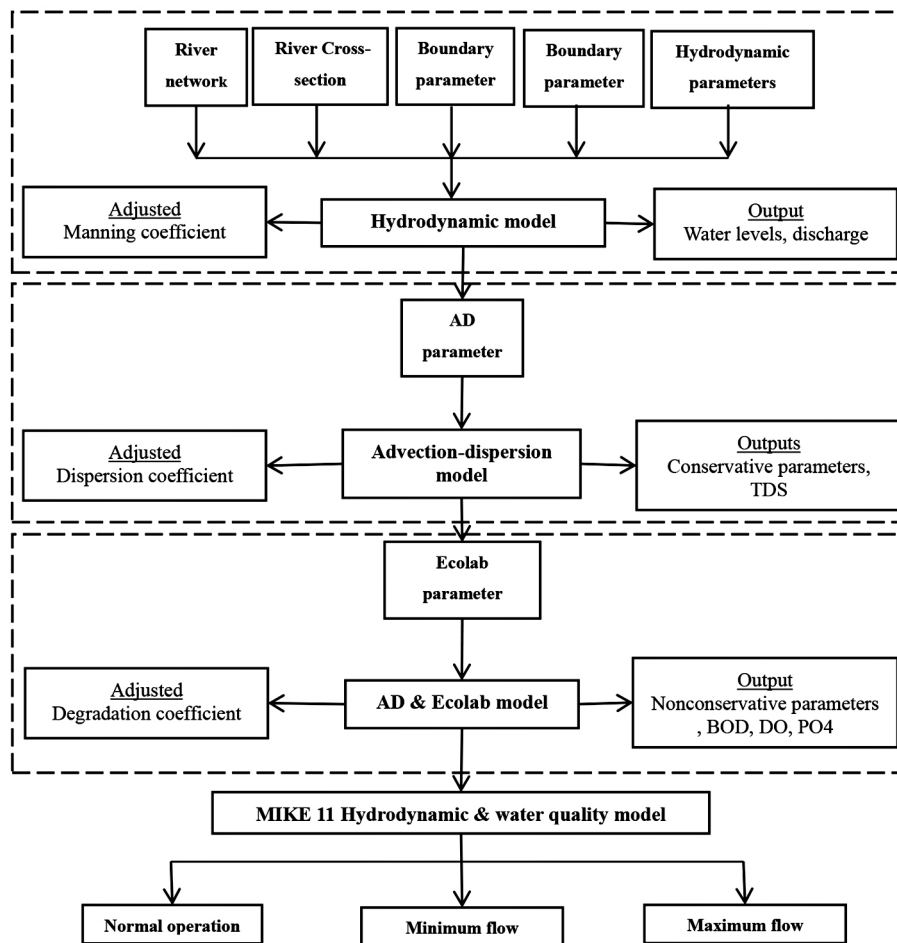 River
network
River Cross-
section
Boundary
parameter
Boundary
parameter
Hydrodynamic
parameters
Adjusted
Manning coefficient
Hydrodynamic model
Output
Water levels, discharge
AD
parameter
Adjusted
Dispersion coefficient
Advection-dispersion
model
Outputs
Conservative parameters,
TDS
Ecolab
parameter
Adjusted
Degradation coefficient
AD & Ecolab model
Output
Nonconservative parameters
, BOD, DO, PO4
MIKE 11 Hydrodynamic & water quality model
Normal operation
Minimum flow
Maximum flow